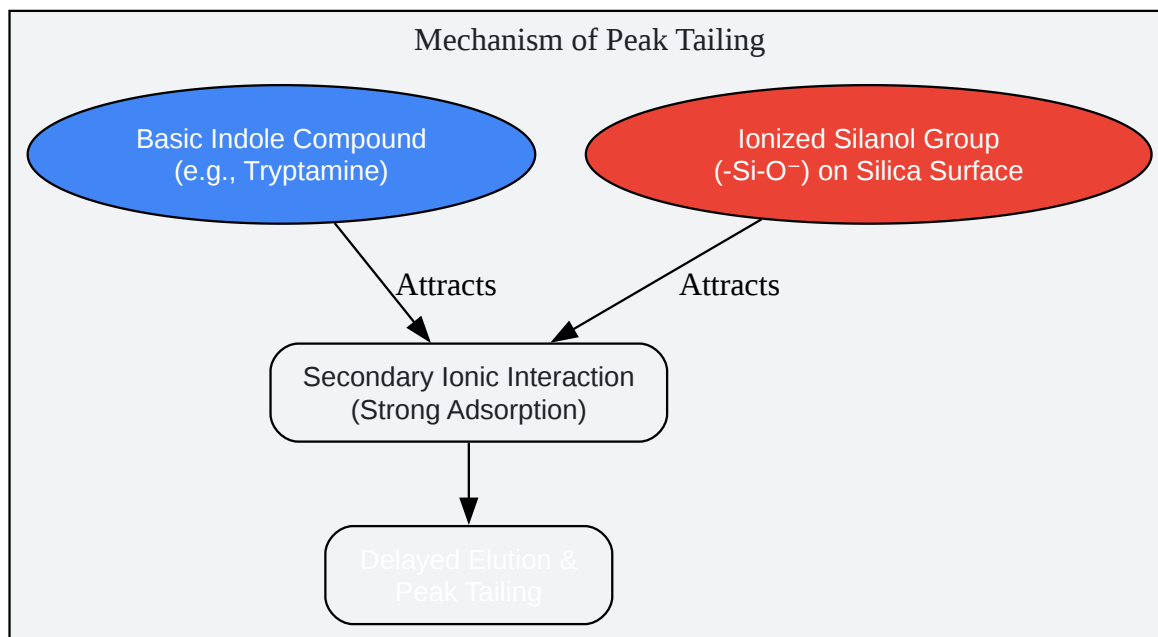 Mechanism of Peak Tailing
Basic Indole Compound
(e.g., Tryptamine)
Ionized Silanol Group
(-Si-O⁻) on Silica Surface
Attracts
Attracts
Secondary Ionic Interaction
(Strong Adsorption)
Delayed Elution &
Peak Tailing